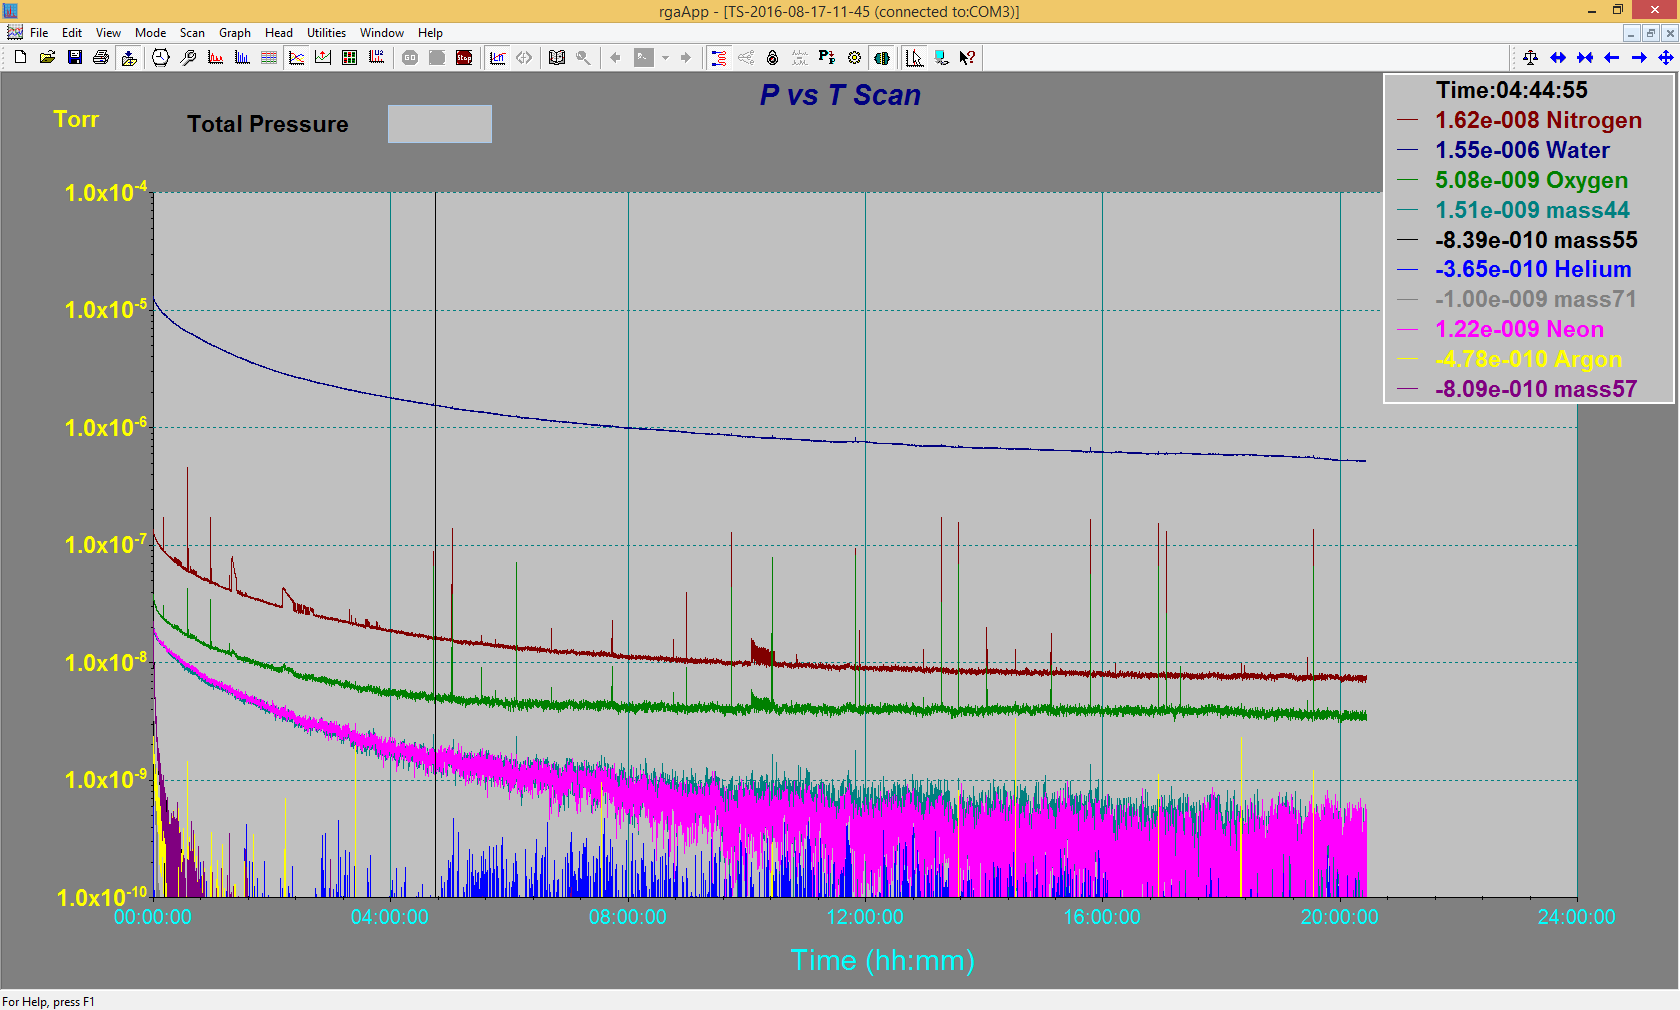 rgaApp - [TS-2016-08-17-11-45 (connected to:COM3)]
File Edit View Mode Scan Graph Head Utilities Window Help
GO Stop
P vs T Scan
Torr
Total Pressure
Time:04:44:55
1.62e-008 Nitrogen
1.55e-006 Water
5.08e-009 Oxygen
1.51e-009 mass44
-8.39e-010 mass55
-3.65e-010 Helium
-1.00e-009 mass71
1.22e-009 Neon
-4.78e-010 Argon
-8.09e-010 mass57
1.0x10-4
1.0x10-5
1.0x10-6
1.0x10-7
1.0x10-8
1.0x10-9
1.0x10-10
00:00:00 04:00:00 08:00:00 12:00:00 16:00:00 20:00:00 24:00:00
Time (hh:mm)
For Help, press F1